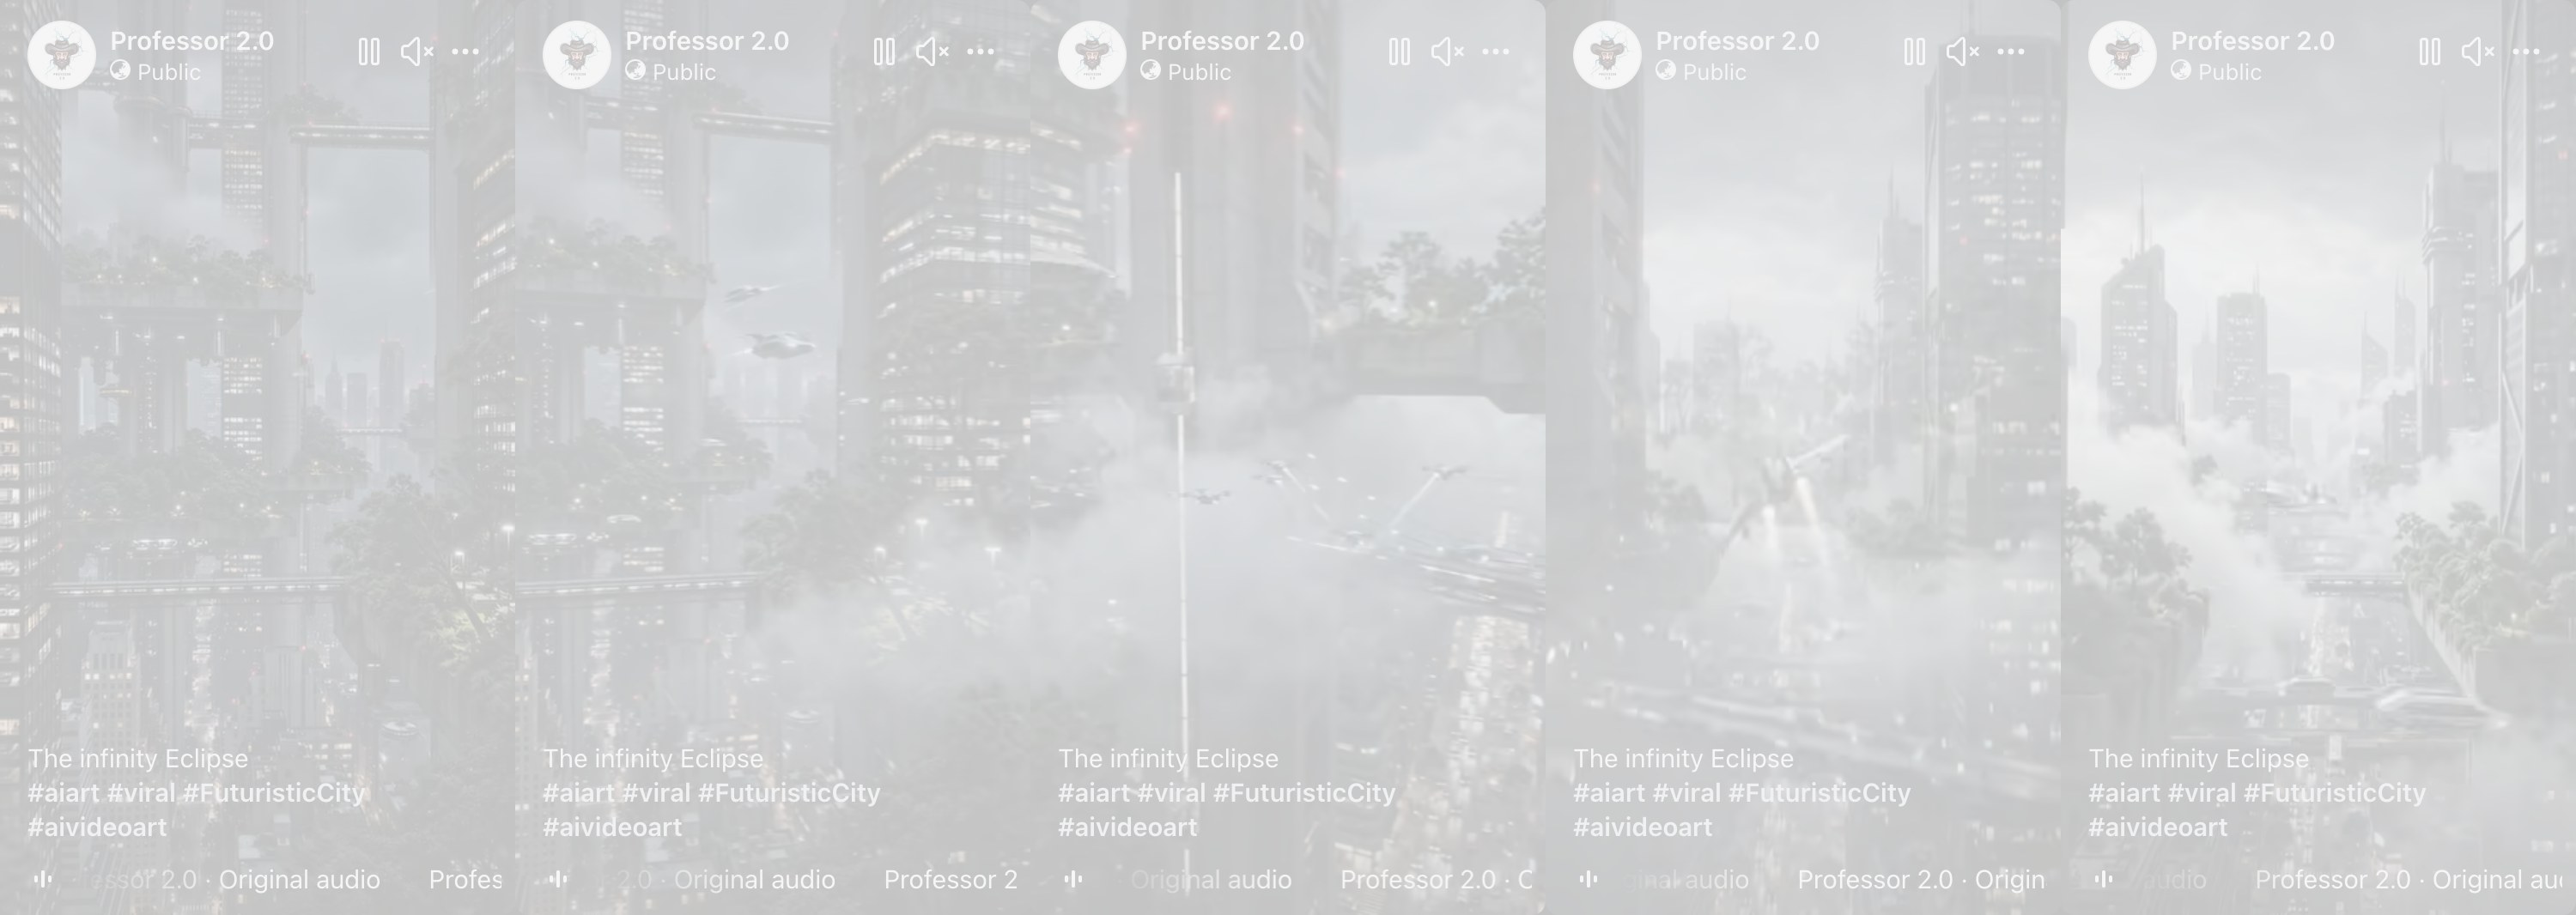 Professor 2.0
Public
The infinity Eclipse
#aiart #viral #FuturisticCity
#aivideoart
essor 2.0 · Original audio Profes
Professor 2.0
Public
The infinity Eclipse
#aiart #viral #FuturisticCity
#aivideoart
2.0 · Original audio Professor 2
Professor 2.0
Public
The infinity Eclipse
#aiart #viral #FuturisticCity
#aivideoart
Original audio Professor 2.0 · O
Professor 2.0
Public
The infinity Eclipse
#aiart #viral #FuturisticCity
#aivideoart
inal audio Professor 2.0 · Origin
Professor 2.0
Public
The infinity Eclipse
#aiart #viral #FuturisticCity
#aivideoart
audio Professor 2.0 · Original au